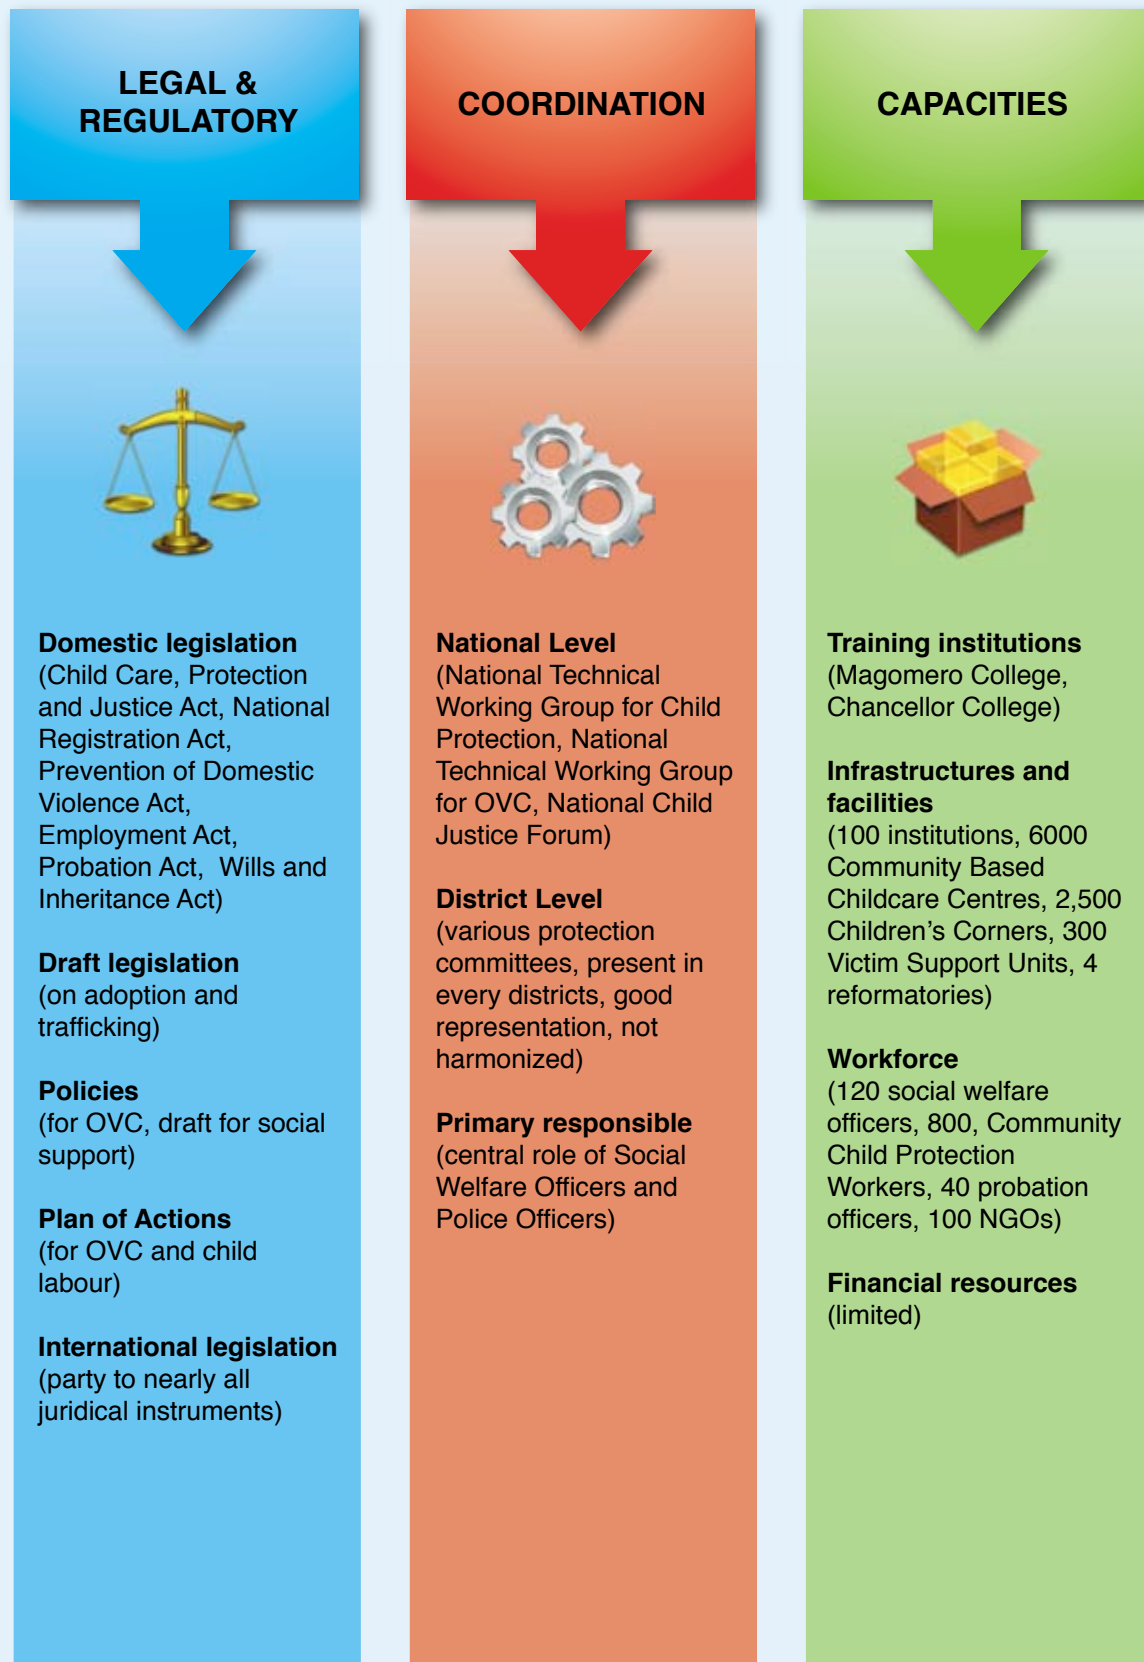 LEGAL &
REGULATORY
Domestic legislation
(Child Care, Protection
and Justice Act, National
Registration Act,
Prevention of Domestic
Violence Act,
Employment Act,
Probation Act,  Wills and
Inheritance Act)
Draft legislation
(on adoption and
trafficking)
Policies
(for OVC, draft for social
support)
Plan of Actions
(for OVC and child
labour)
International legislation
(party to nearly all
juridical instruments)
COORDINATION
National Level
(National Technical
Working Group for Child
Protection, National
Technical Working Group
for OVC, National Child
Justice Forum)
District Level
(various protection
committees, present in
every districts, good
representation, not
harmonized)
Primary responsible
(central role of Social
Welfare Officers and
Police Officers)
CAPACITIES
Training institutions
(Magomero College,
Chancellor College)
Infrastructures and
facilities
(100 institutions, 6000
Community Based
Childcare Centres, 2,500
Children's Corners, 300
Victim Support Units, 4
reformatories)
Workforce
(120 social welfare
officers, 800, Community
Child Protection
Workers, 40 probation
officers, 100 NGOs)
Financial resources
(limited)